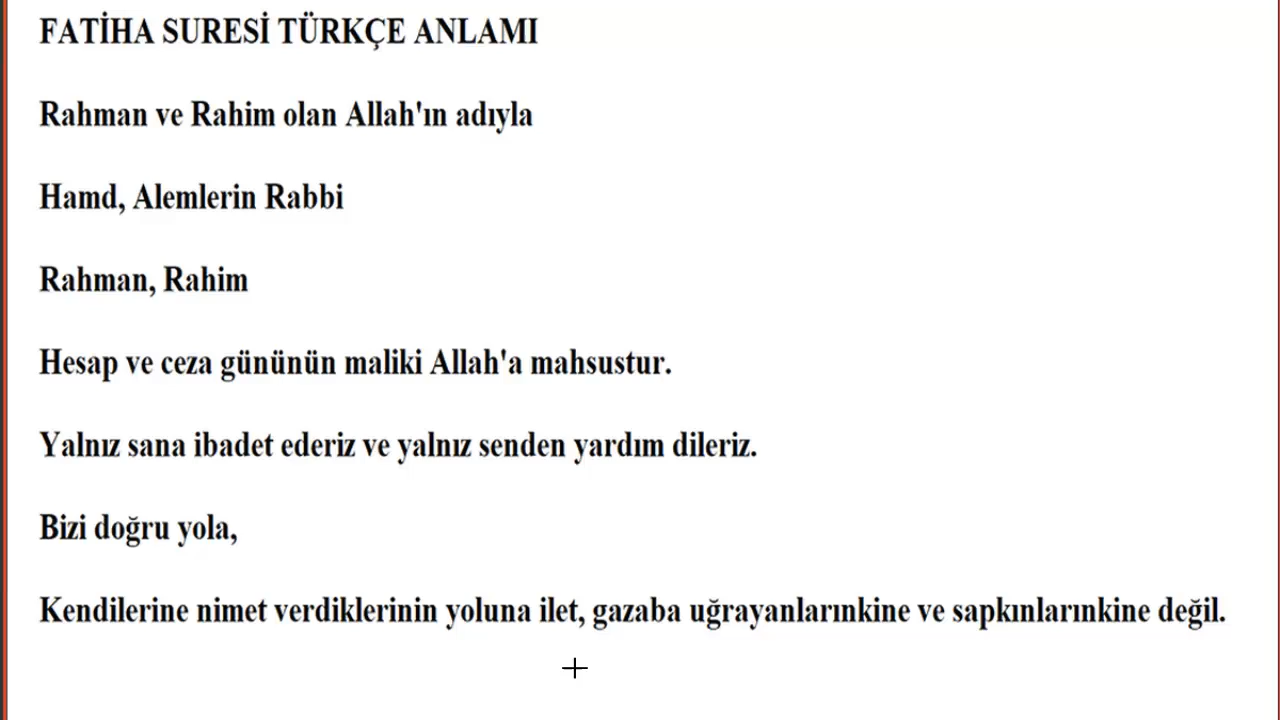 FATİHA SURESİ TÜRKÇE ANLAMI
Rahman ve Rahim olan Allah'ın adıyla
Hamd, Alemlerin Rabbi
Rahman, Rahim
Hesap ve ceza gününün maliki Allah'a mahsustur.
Yalnız sana ibadet ederiz ve yalnız senden yardım dileriz.
Bizi doğru yola,
Kendilerine nimet verdiklerinin yoluna ilet, gazaba uğrayanlarınkine ve sapkınlarınkine değil.